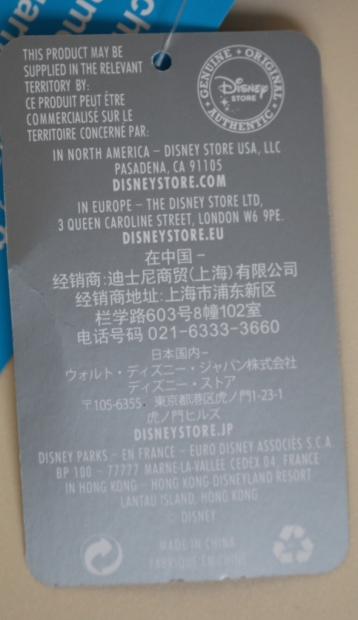 THIS PRODUCT MAY BE
SUPPLIED IN THE RELEVANT
TERRITORY BY:
CE PRODUIT PEUT ÊTRE
COMMERCIALISE SUR LE
TERRITOIRE CONCERNÉ PAR:
GENUINE • ORIGINAL
Disney
STORE
AUTHENTIC
IN NORTH AMERICA – DISNEY STORE USA, LLC
PASADENA, CA 91105
DISNEYSTORE.COM
IN EUROPE – THE DISNEY STORE LTD,
3 QUEEN CAROLINE STREET, LONDON W6 9PE.
DISNEYSTORE.EU
在中国 –
经销商:迪士尼商贸(上海)有限公司
经销商地址:上海市浦东新区
栏学路603号8幢102室
电话号码 021-6333-3660
日本国内–
ウォルト・ディズニー・ジャパン株式会社
ディズニー・ストア
〒105-6355 東京都港区虎ノ門1-23-1
虎ノ門ヒルズ
DISNEYSTORE.JP
DISNEY PARKS – EN FRANCE – EURO DISNEY ASSOCIÉS S.C.A.
BP 100 – 77777 MARNE-LA-VALLEE CEDEX 04, FRANCE
IN HONG KONG – HONG KONG DISNEYLAND RESORT
LANTAU ISLAND, HONG KONG
© DISNEY
MADE IN CHINA
FABRIQUÉ EN CHINE